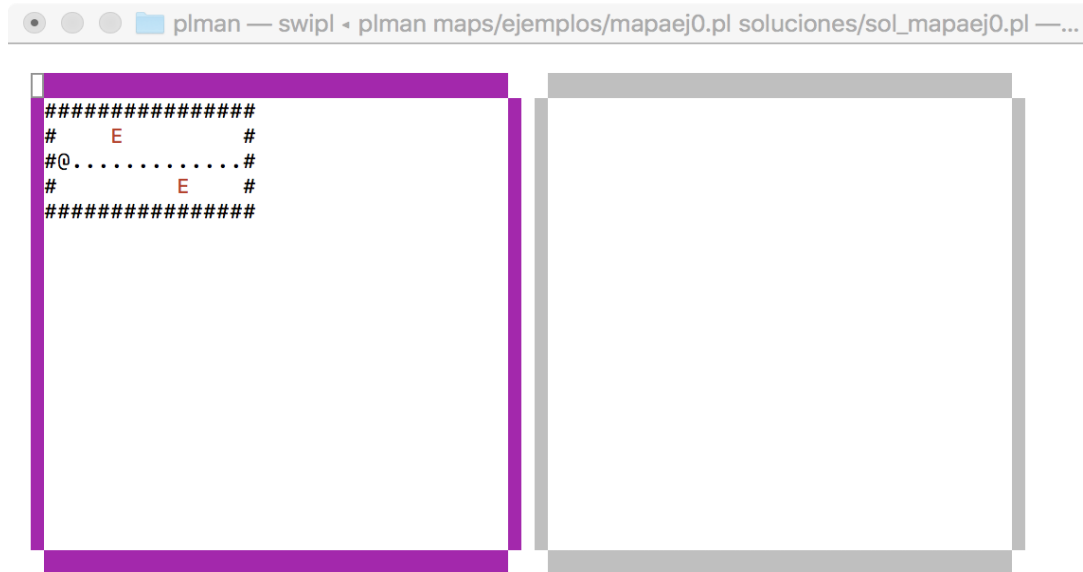 plman — swipl ◂ plman maps/ejemplos/mapaej0.pl soluciones/sol_mapaej0.pl —...
################
#    E         #
#@.............#
#         E    #
################